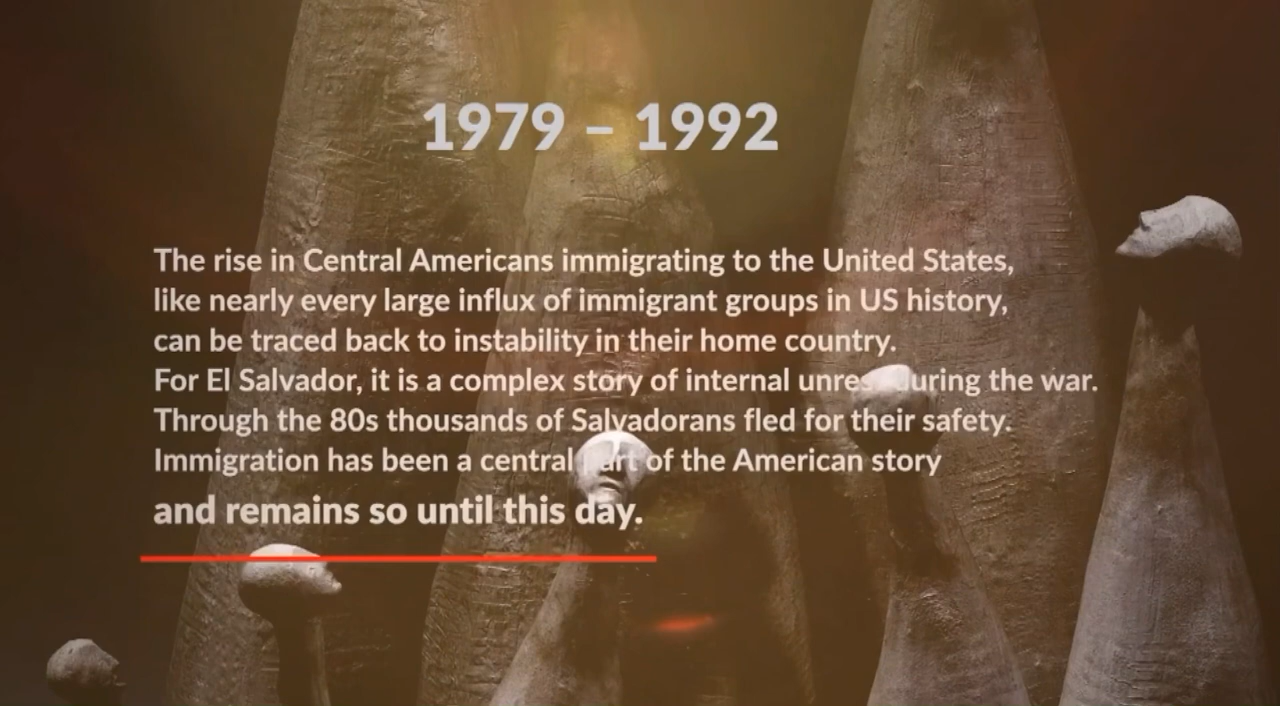 1979 – 1992
The rise in Central Americans immigrating to the United States,
like nearly every large influx of immigrant groups in US history,
can be traced back to instability in their home country.
For El Salvador, it is a complex story of internal unrest during the war.
Through the 80s thousands of Salvadorans fled for their safety.
Immigration has been a central part of the American story
and remains so until this day.